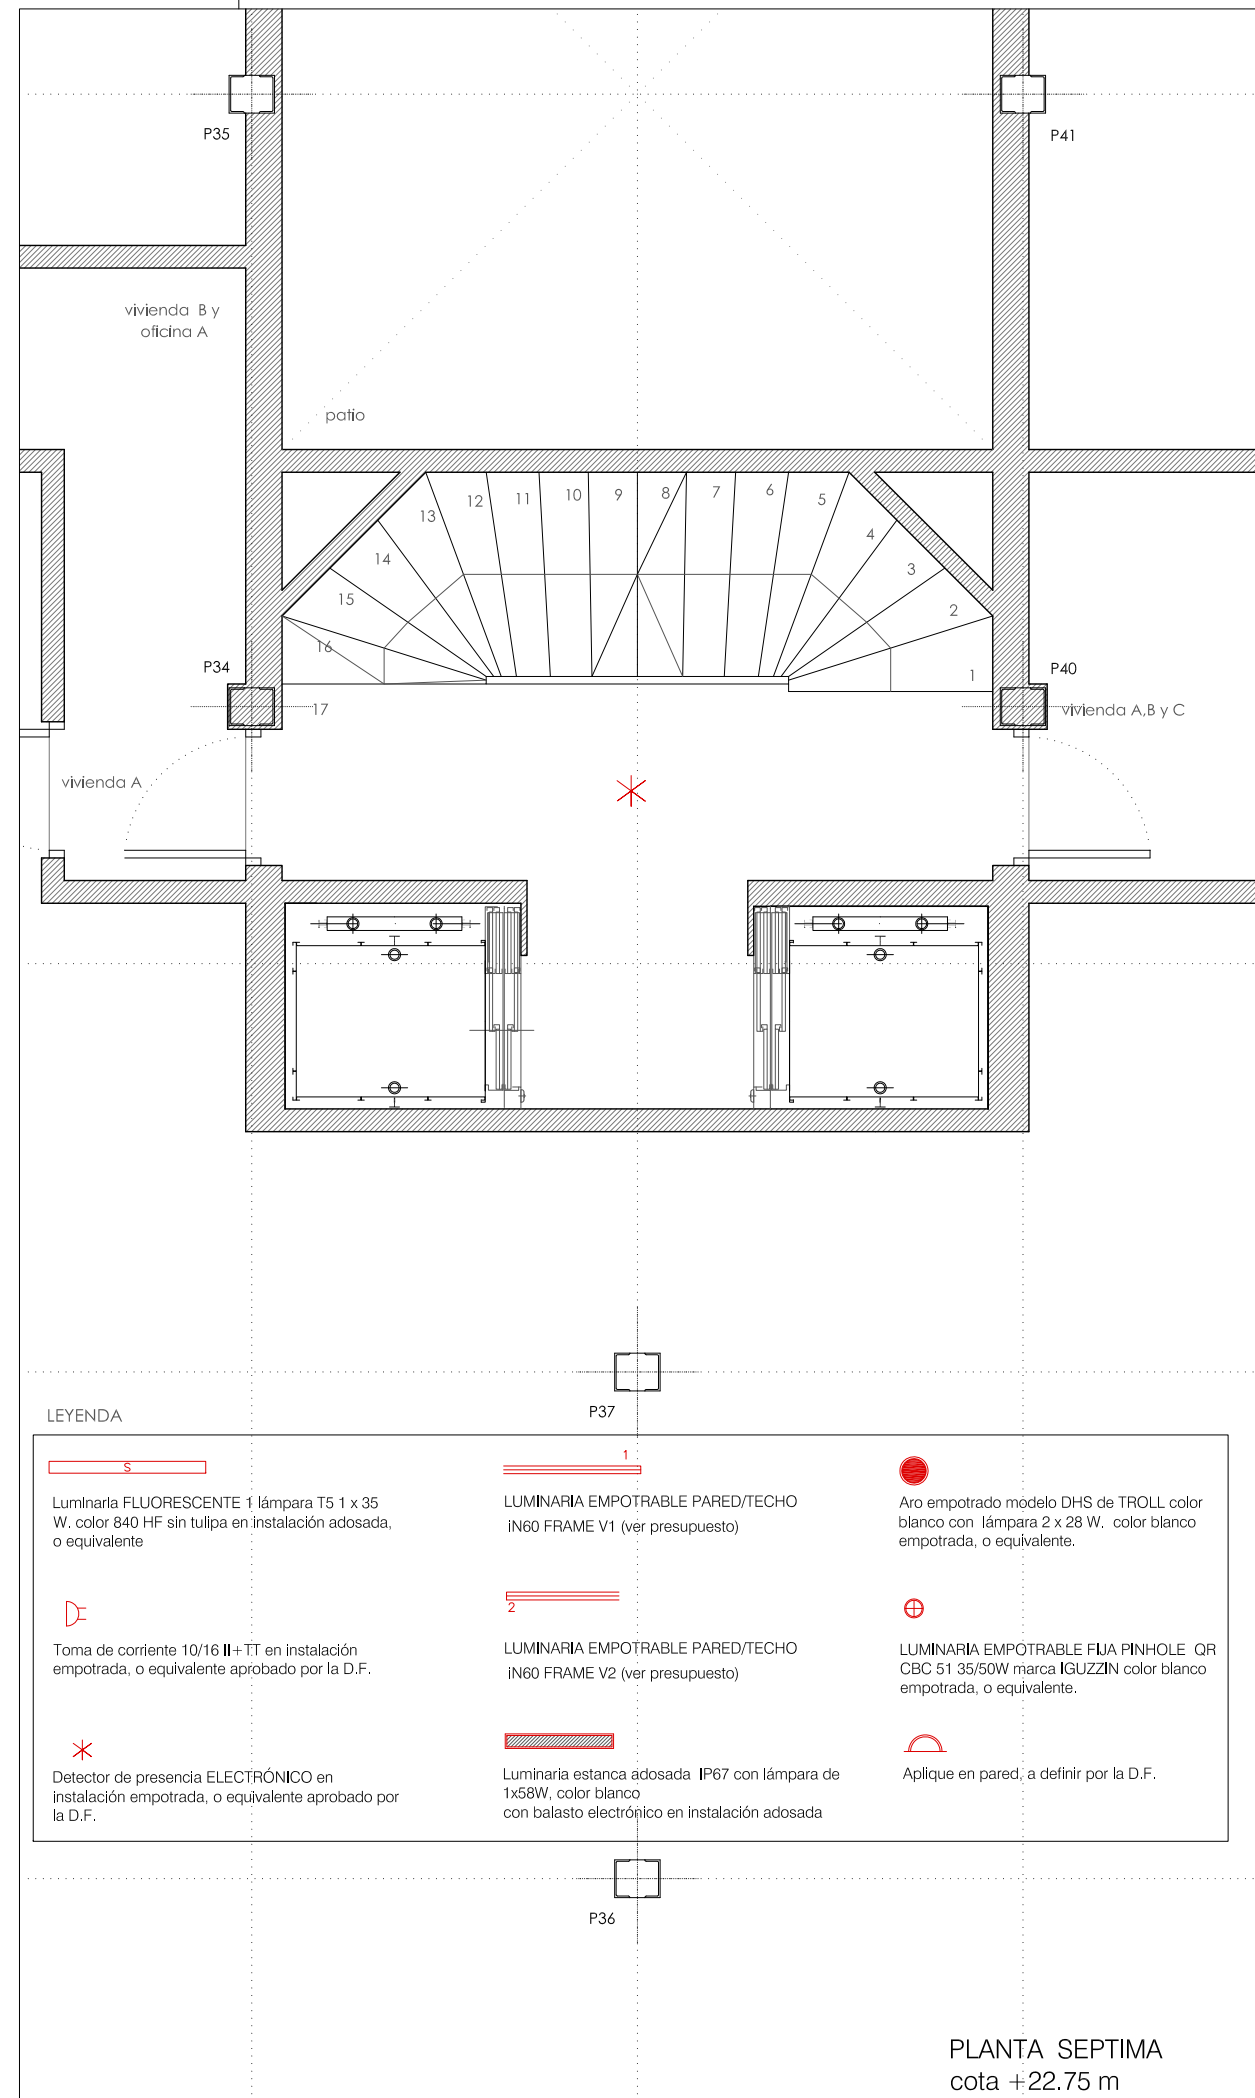 P35
P41
vivienda B y
oficina A
patio
12
11
10
9
8
7
6
5
13
4
14
3
15
2
16
1
P34
P40
17
vivienda A,B y C
vivienda A
P37
LEYENDA
S
Luminaria FLUORESCENTE 1 lámpara T5 1 x 35
W. color 840 HF sin tulipa en instalación adosada,
o equivalente
1
LUMINARIA EMPOTRABLE PARED/TECHO
iN60 FRAME V1 (ver presupuesto)
Aro empotrado modelo DHS de TROLL color
blanco con lámpara 2 x 28 W. color blanco
empotrada, o equivalente.
Toma de corriente 10/16 II+TT en instalación
empotrada, o equivalente aprobado por la D.F.
2
LUMINARIA EMPOTRABLE PARED/TECHO
iN60 FRAME V2 (ver presupuesto)
LUMINARIA EMPOTRABLE FIJA PINHOLE QR
CBC 51 35/50W marca IGUZZIN color blanco
empotrada, o equivalente.
Detector de presencia ELECTRÓNICO en
instalación empotrada, o equivalente aprobado por
la D.F.
Luminaria estanca adosada IP67 con lámpara de
1x58W, color blanco
con balasto electrónico en instalación adosada
Aplique en pared, a definir por la D.F.
P36
PLANTA SEPTIMA
cota +22.75 m